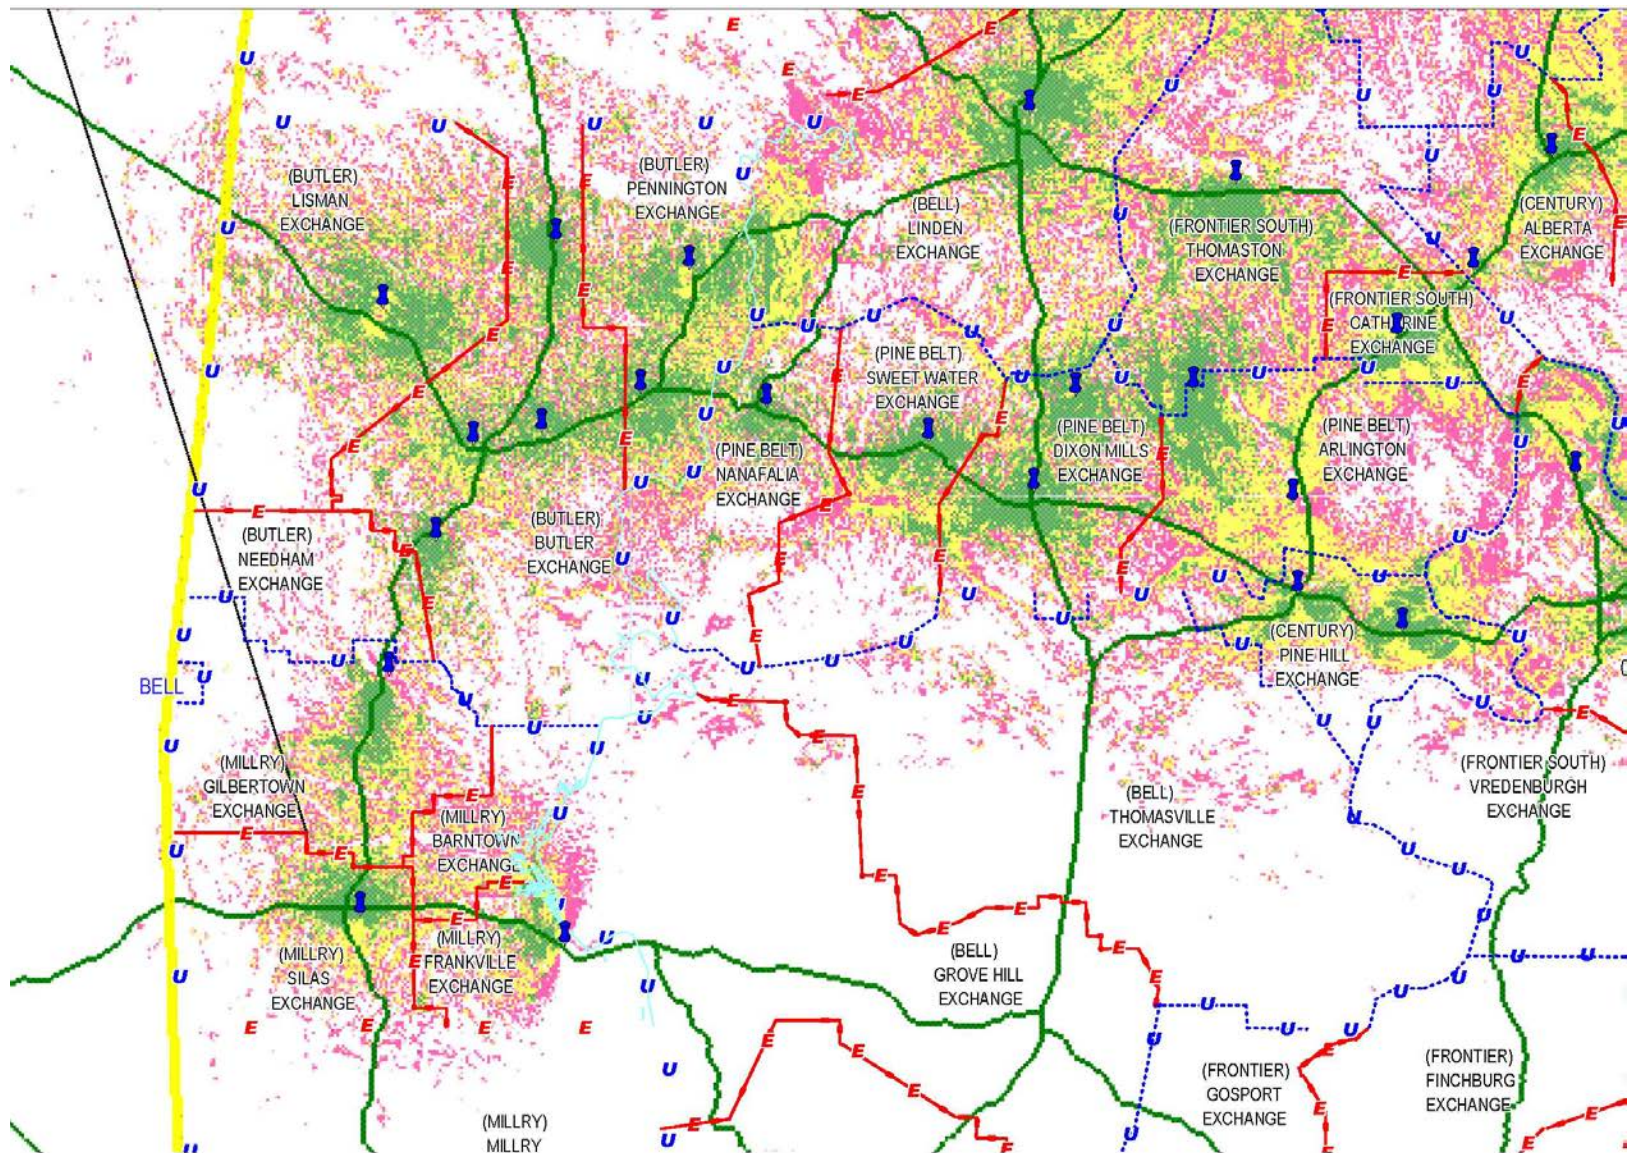 (BUTLER)
LISMAN
EXCHANGE
(BUTLER)
PENNINGTON
EXCHANGE
(BELL)
LINDEN
EXCHANGE
(FRONTIER SOUTH)
THOMASTON
EXCHANGE
(CENTURY)
ALBERTA
EXCHANGE
(FRONTIER SOUTH)
EXCHANGE
(PINE BELT)
SWEET WATER
EXCHANGE
(PINE BELT)
NANAFALIA
EXCHANGE
(PINE BELT)
DIXON MILLS
EXCHANGE
(PINE BELT)
ARLINGTON
EXCHANGE
(BUTLER)
NEEDHAM
EXCHANGE
(BUTLER)
BUTLER
EXCHANGE
(CENTURY)
PINE HILL
EXCHANGE
BELL
(MILLRY)
GILBERTOWN
EXCHANGE
(MILLRY)
BARNTOWN
EXCHANGE
(BELL)
THOMASVILLE
EXCHANGE
(FRONTIER SOUTH)
VREDENBURGH
EXCHANGE
(MILLRY)
SILAS
EXCHANGE
(MILLRY)
FRANKVILLE
EXCHANGE
(BELL)
GROVE HILL
EXCHANGE
(FRONTIER)
GOSPORT
EXCHANGE
(FRONTIER)
FINCHBURG
EXCHANGE
(MILLRY)
MILLRY